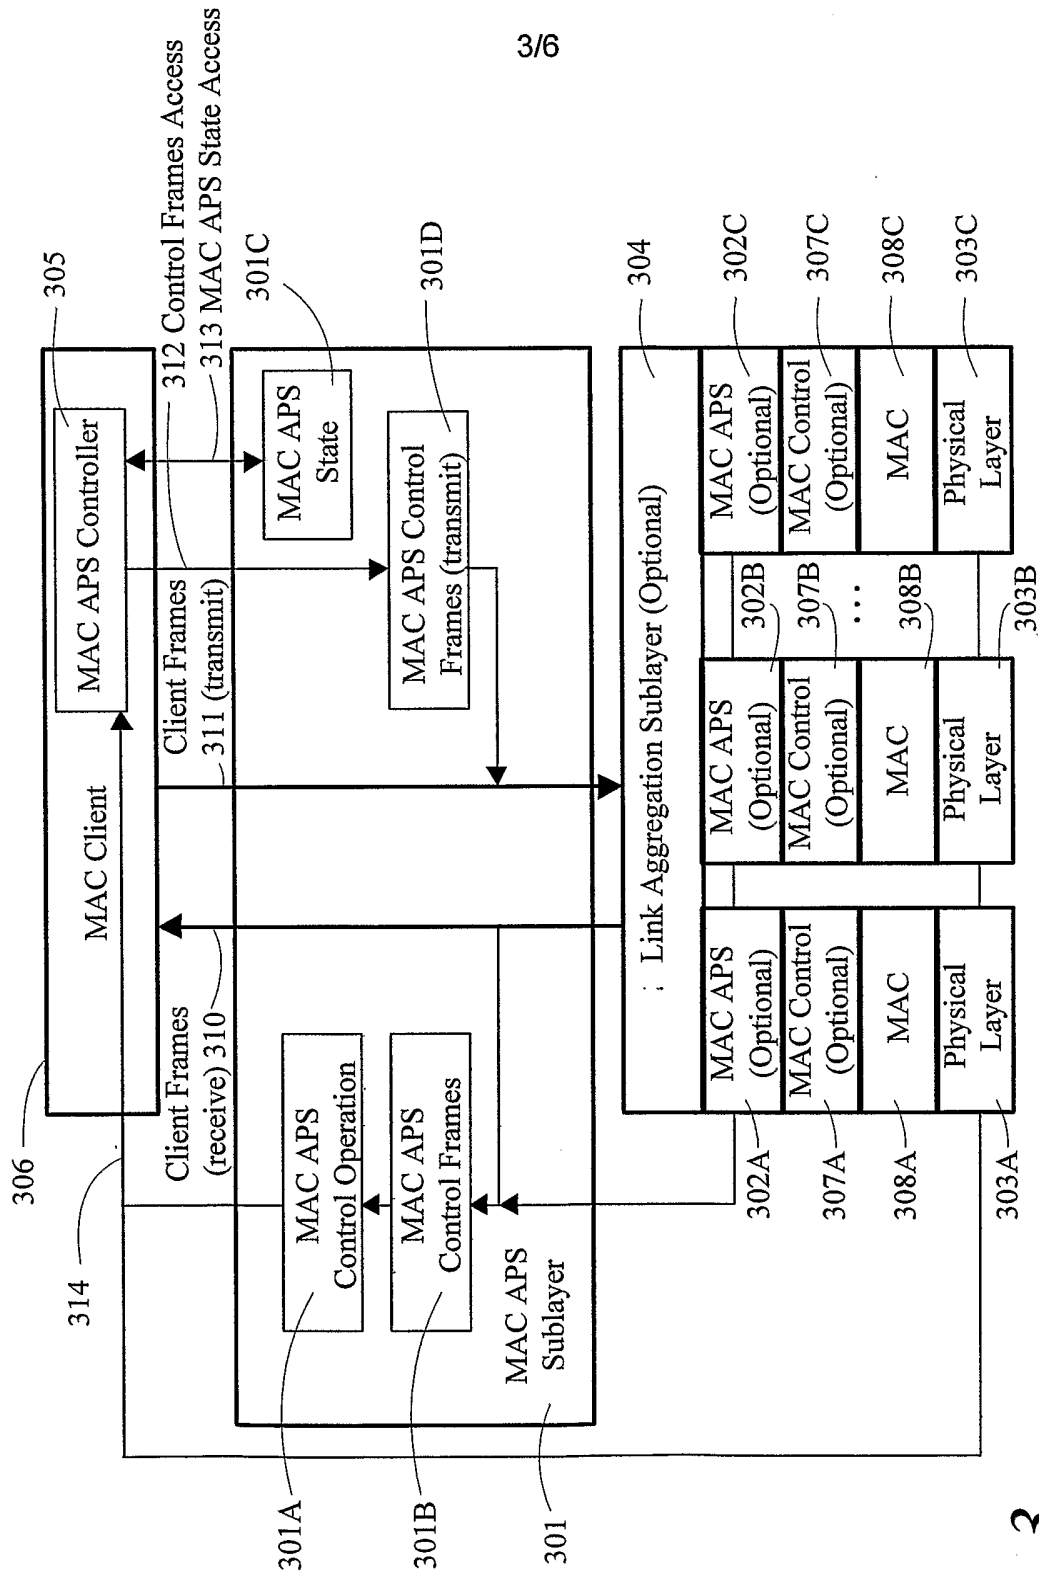 3/6
306
MAC Client
MAC APS Controller
305
314
Client Frames
(receive) 310
Client Frames
311 (transmit)
312 Control Frames Access
313 MAC APS State Access
301A
MAC APS
Control Operation
MAC APS
State
301C
301B
MAC APS
Control Frames
MAC APS Control
Frames (transmit)
301D
301
MAC APS
Sublayer
Link Aggregation Sublayer (Optional)
304
302A
MAC APS
(Optional)
MAC APS
(Optional)
302B
MAC APS
(Optional)
302C
307A
MAC Control
(Optional)
MAC Control
(Optional)
307B
MAC Control
(Optional)
307C
...
308A
MAC
MAC
308B
MAC
308C
303A
Physical
Layer
Physical
Layer
303B
Physical
Layer
303C
3